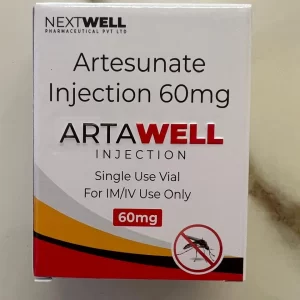 NEXTWELL
PHARMACEUTICAL PVT LTD
Artesunate
Injection 60mg
ARTAWELL
INJECTION
Single Use Vial
For IM/IV Use Only
60mg